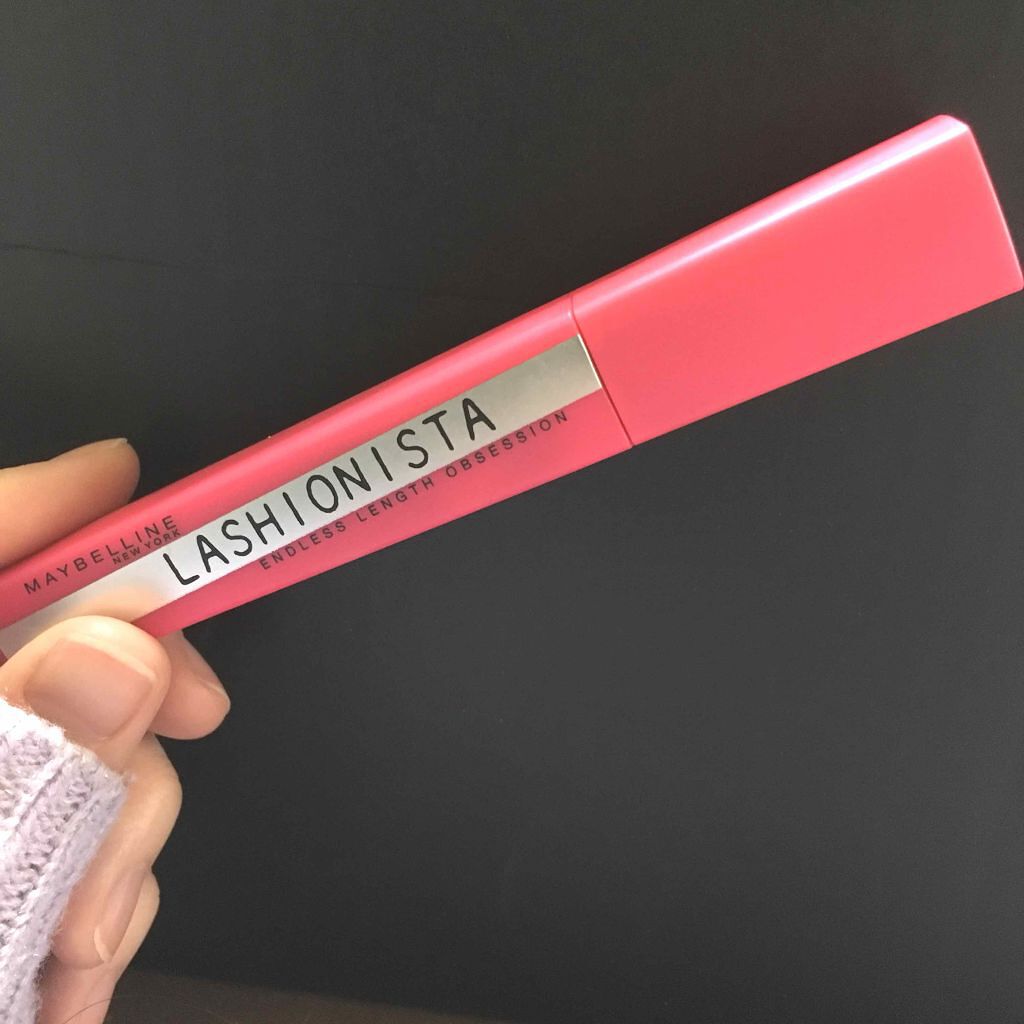 MAYBELLINE
NEW YORK
LASHIONISTA
ENDLESS LENGTH OBSESSION